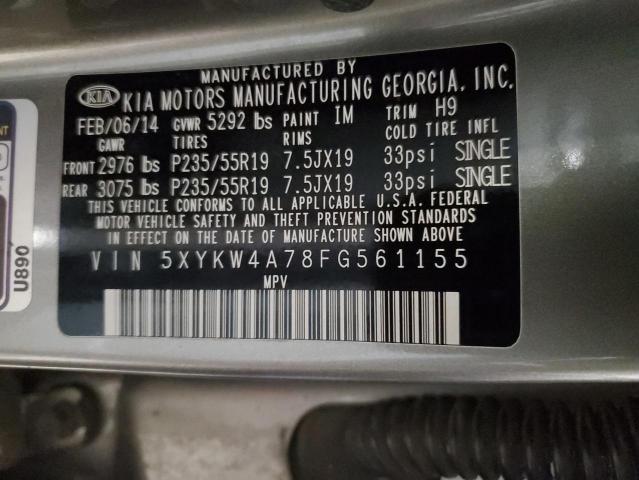 MANUFACTURED BY
KIA KIA MOTORS MANUFACTURING GEORGIA, INC.
FEB/06/14 GVWR 5292 lbs PAINT IM TRIM H9
GAWR TIRES RIMS COLD TIRE INFL
FRONT 2976 lbs P235/55R19 7.5JX19 33psi SINGLE
REAR 3075 lbs P235/55R19 7.5JX19 33psi SINGLE
THIS VEHICLE CONFORMS TO ALL APPLICABLE U.S.A. FEDERAL
MOTOR VEHICLE SAFETY AND THEFT PREVENTION STANDARDS
IN EFFECT ON THE DATE OF MANUFACTURE SHOWN ABOVE
VIN 5XYKW4A78FG561155
MPV
U890